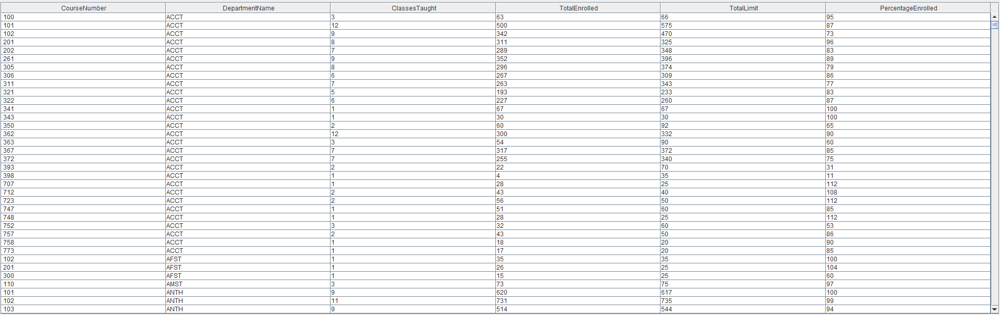 CourseNumber DepartmentName ClassesTaught TotalEnrolled TotalLimit PercentageEnrolled
100 ACCT 3 63 66 95
101 ACCT 12 500 575 87
102 ACCT 9 342 470 73
201 ACCT 8 311 325 96
202 ACCT 7 289 348 83
261 ACCT 9 352 396 89
305 ACCT 8 296 374 79
306 ACCT 6 267 309 86
311 ACCT 7 263 343 77
321 ACCT 5 193 233 83
322 ACCT 6 227 260 87
341 ACCT 1 67 67 100
343 ACCT 1 30 30 100
350 ACCT 2 60 92 65
362 ACCT 12 300 332 90
363 ACCT 3 54 90 60
367 ACCT 7 317 372 85
372 ACCT 7 255 340 75
393 ACCT 2 22 70 31
398 ACCT 1 4 35 11
707 ACCT 1 28 25 112
712 ACCT 2 43 40 108
723 ACCT 2 56 50 112
747 ACCT 1 51 60 85
748 ACCT 1 28 25 112
752 ACCT 3 32 60 53
757 ACCT 2 43 50 86
758 ACCT 1 18 20 90
773 ACCT 1 17 20 85
102 AFST 1 35 35 100
201 AFST 1 26 25 104
300 AFST 1 15 25 60
110 AMST 3 73 75 97
101 ANTH 9 620 617 100
102 ANTH 11 731 735 99
103 ANTH 9 514 544 94